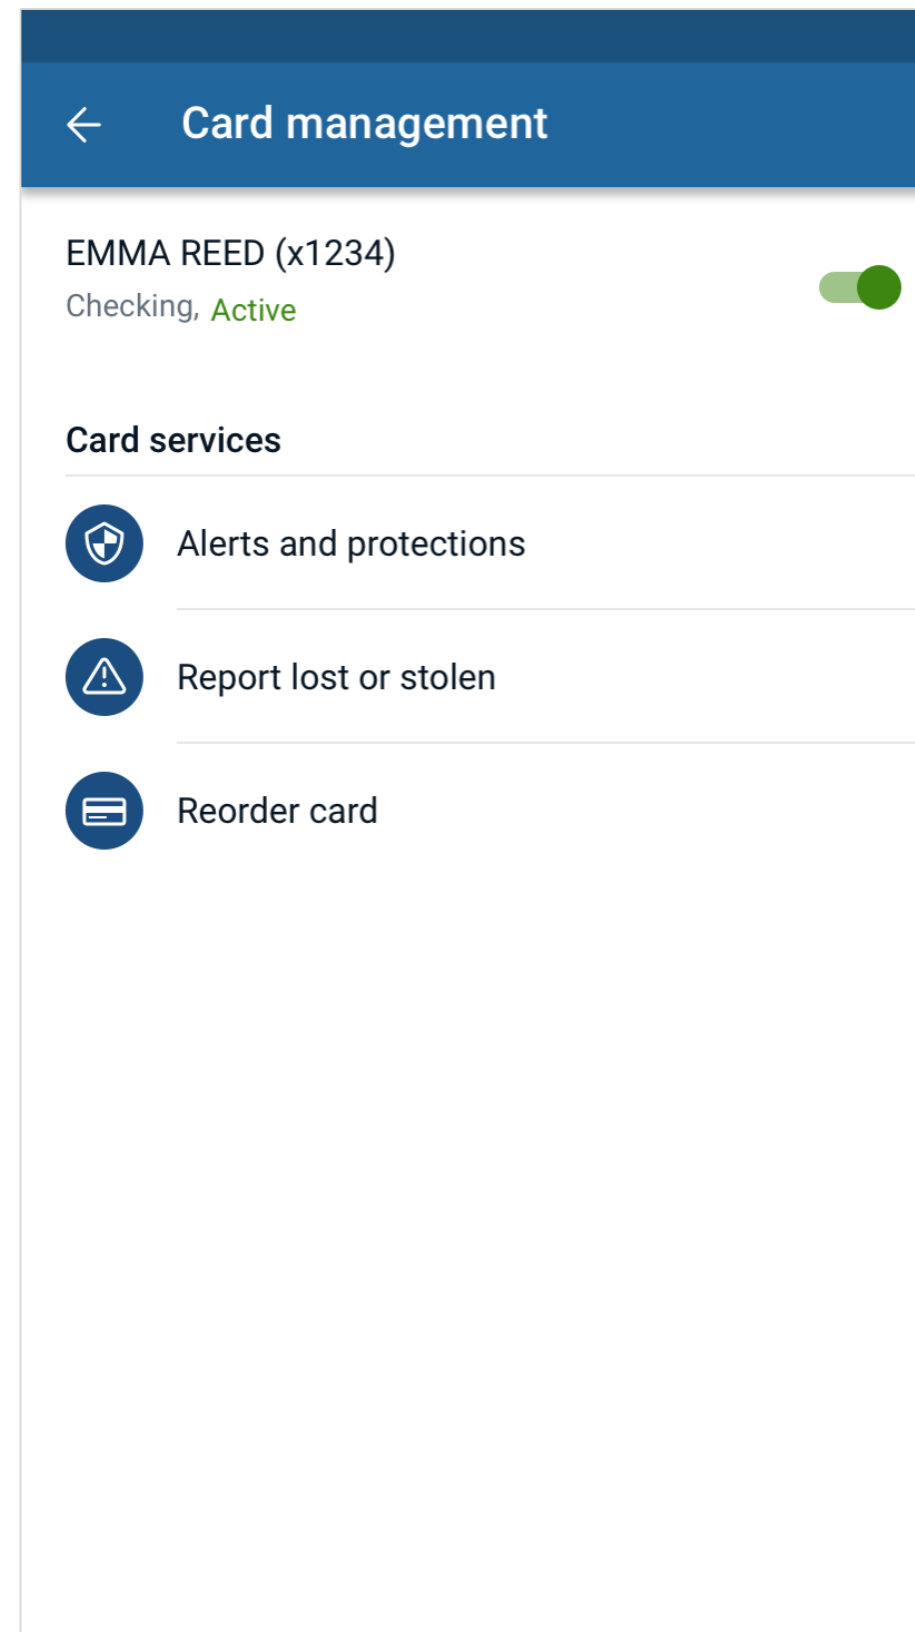 Card management
EMMA REED (x1234)
Checking, Active
Card services
Alerts and protections
Report lost or stolen
Reorder card